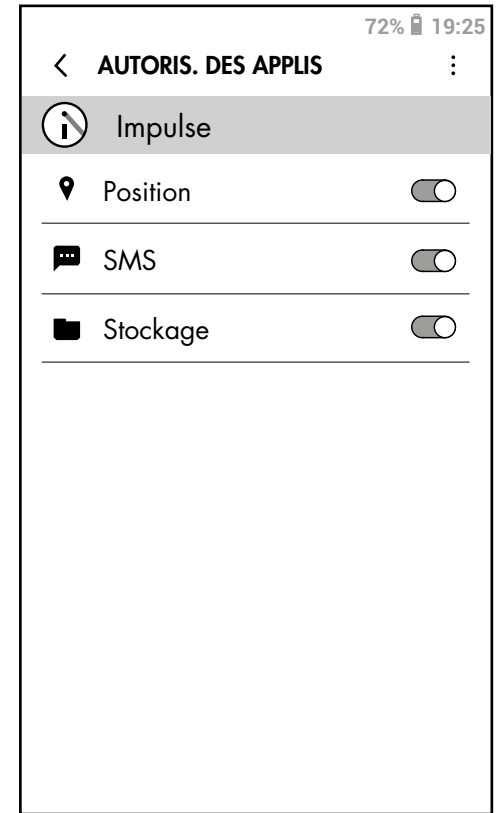 72% 19:25
AUTORIS. DES APPLIS
Impulse
Position
SMS
Stockage